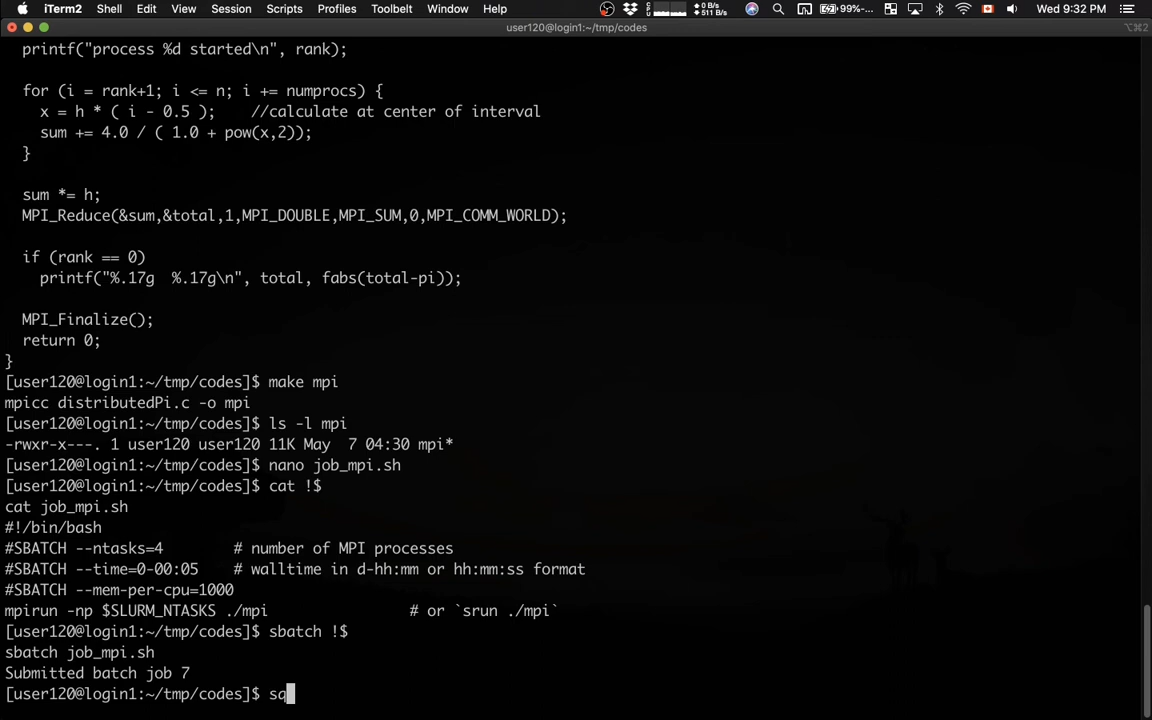 iTerm2 Shell Edit View Session Scripts Profiles Toolbelt Window Help 0 B/s 511 B/s 99% Wed 9:32 PM
user120@login1:~/tmp/codes ⌥⌘2
printf("process %d started\n", rank);
for (i = rank+1; i <= n; i += numprocs) {
x = h * ( i - 0.5 ); //calculate at center of interval
sum += 4.0 / ( 1.0 + pow(x,2));
}
sum *= h;
MPI_Reduce(&sum,&total,1,MPI_DOUBLE,MPI_SUM,0,MPI_COMM_WORLD);
if (rank == 0)
printf("%.17g  %.17g\n", total, fabs(total-pi));
MPI_Finalize();
return 0;
}
[user120@login1:~/tmp/codes]$ make mpi
mpicc distributedPi.c -o mpi
[user120@login1:~/tmp/codes]$ ls -l mpi
-rwxr-x---. 1 user120 user120 11K May  7 04:30 mpi*
[user120@login1:~/tmp/codes]$ nano job_mpi.sh
[user120@login1:~/tmp/codes]$ cat !$
cat job_mpi.sh
#!/bin/bash
#SBATCH --ntasks=4 # number of MPI processes
#SBATCH --time=0-00:05 # walltime in d-hh:mm or hh:mm:ss format
#SBATCH --mem-per-cpu=1000
mpirun -np $SLURM_NTASKS ./mpi # or `srun ./mpi`
[user120@login1:~/tmp/codes]$ sbatch !$
sbatch job_mpi.sh
Submitted batch job 7
[user120@login1:~/tmp/codes]$ sq